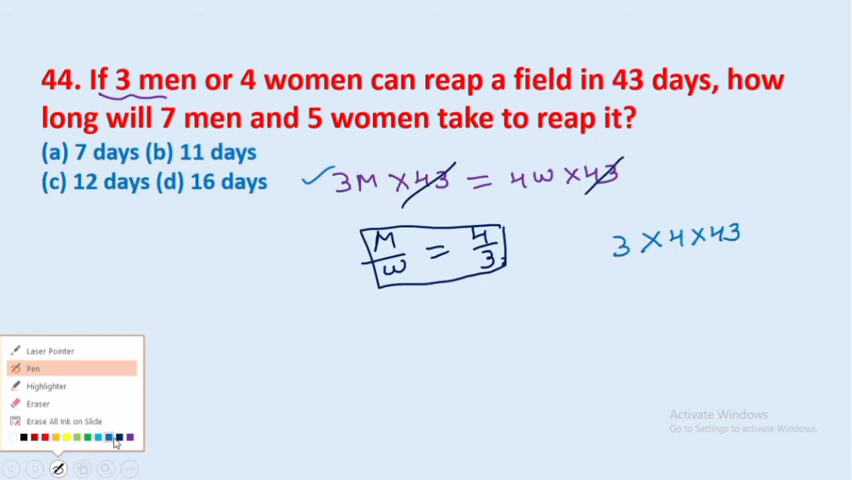 44. If 3 men or 4 women can reap a field in 43 days, how
long will 7 men and 5 women take to reap it?
(a) 7 days (b) 11 days
(c) 12 days (d) 16 days
3M × 43 = 4W × 43
M/W = 4/3
3 × 4 × 43
Laser Pointer
Pen
Highlighter
Eraser
Erase All Ink on Slide
Activate Windows
Go to Settings to activate Windows.